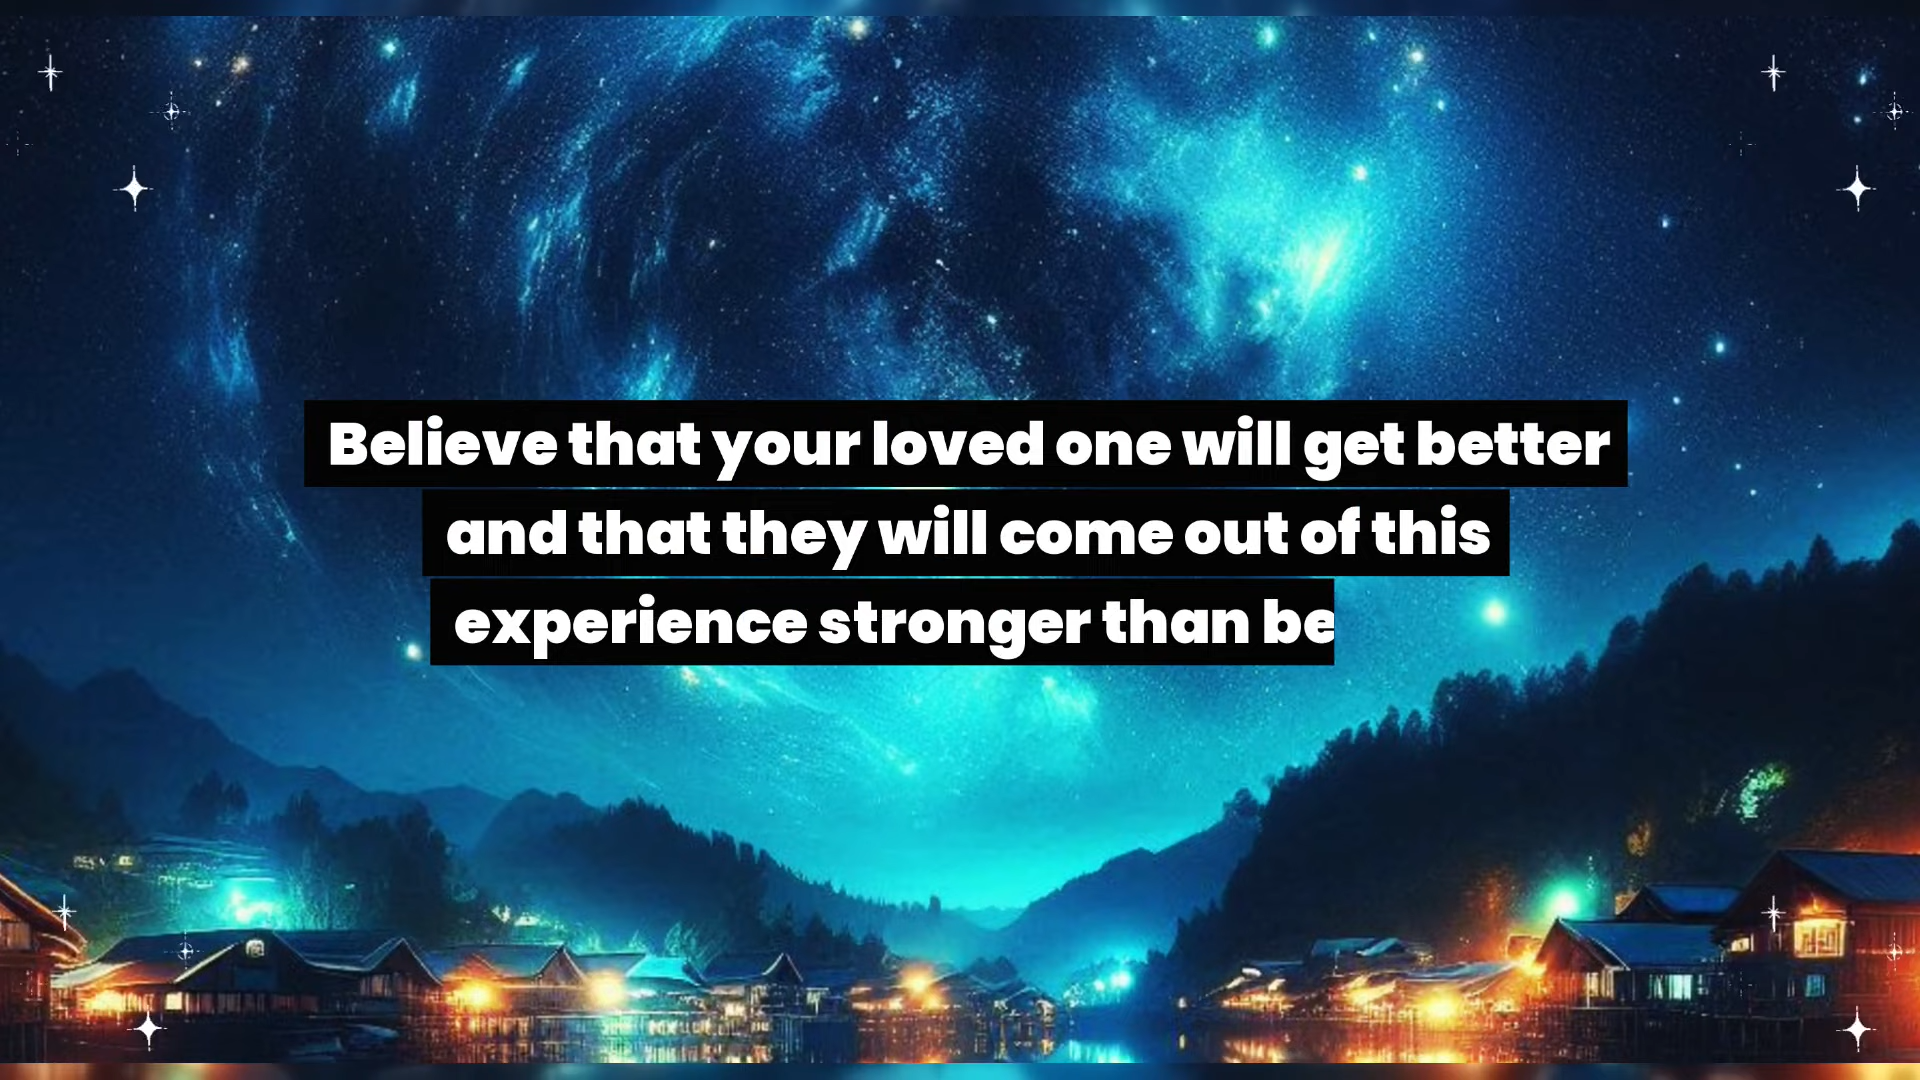 Believe that your loved one will get better
and that they will come out of this
experience stronger than be